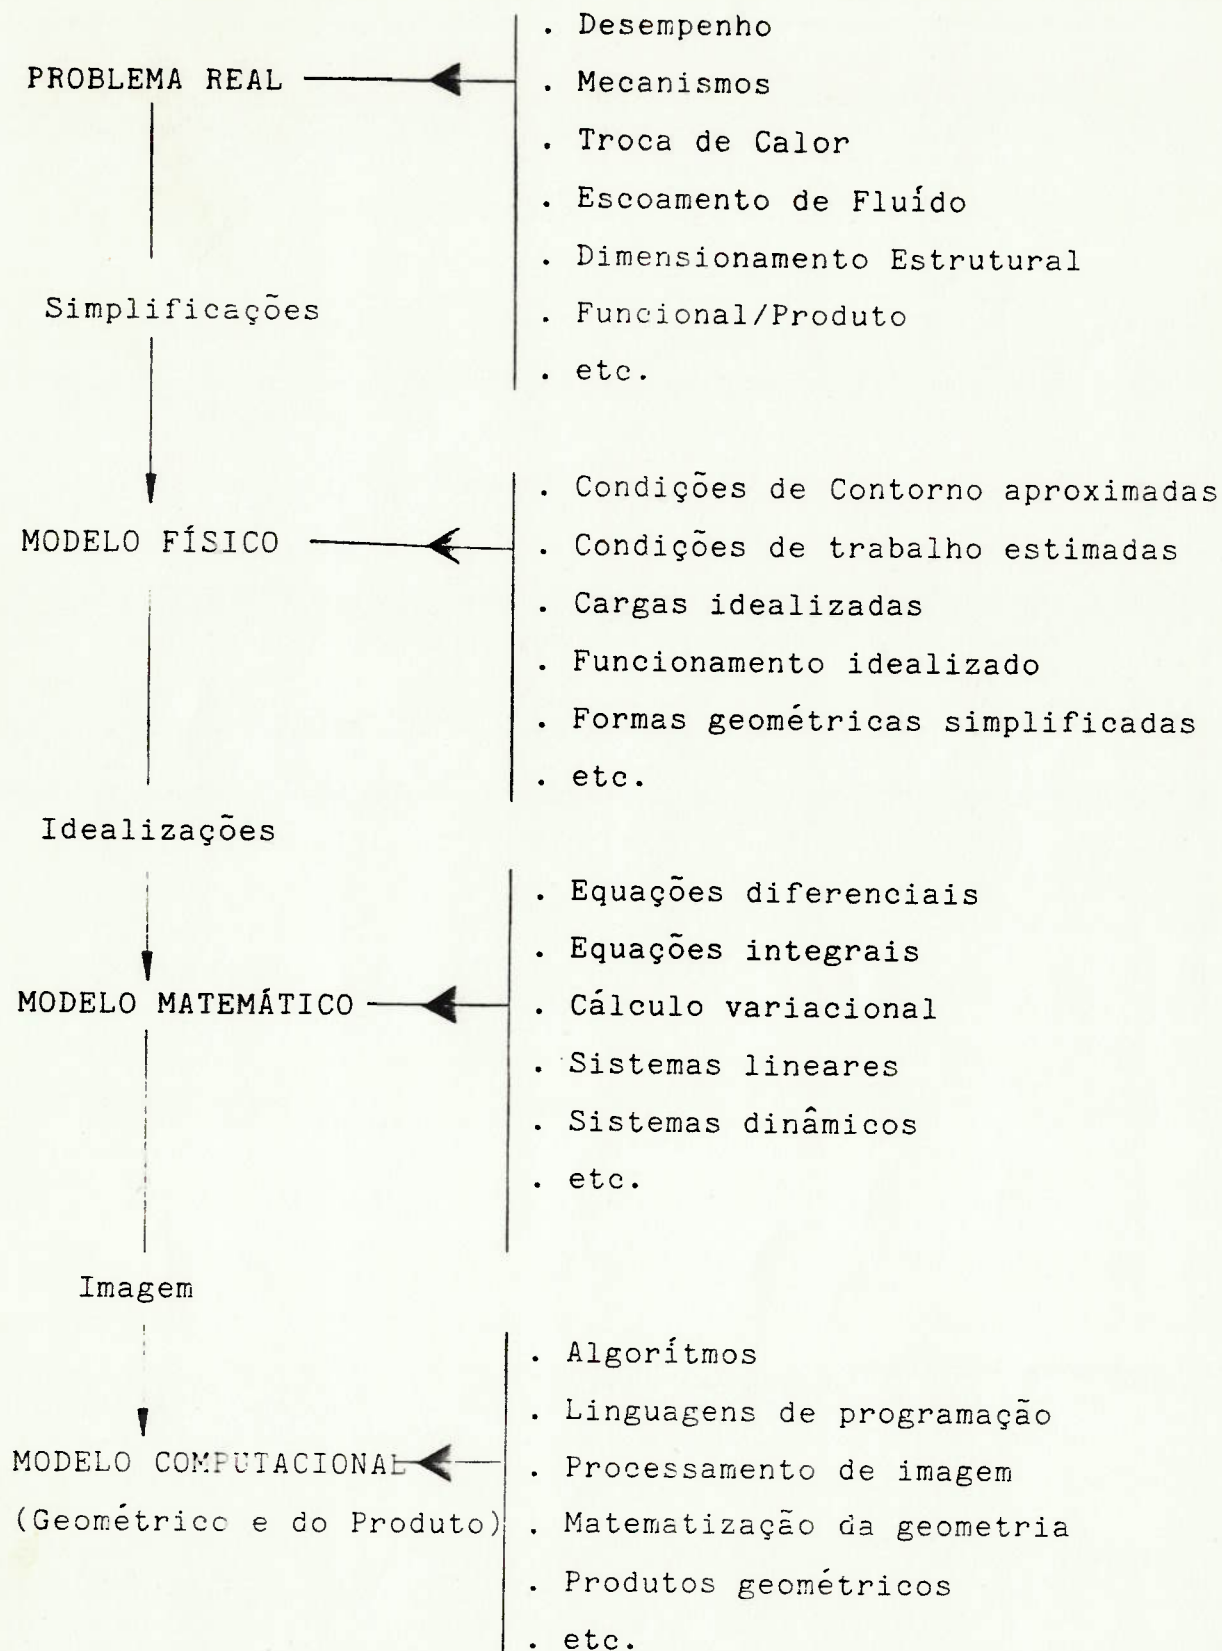 . Desempenho
PROBLEMA REAL
. Mecanismos
. Troca de Calor
. Escoamento de Fluído
. Dimensionamento Estrutural
Simplificações
. Funcional/Produto
. etc.
. Condições de Contorno aproximadas
MODELO FÍSICO
. Condições de trabalho estimadas
. Cargas idealizadas
. Funcionamento idealizado
. Formas geométricas simplificadas
. etc.
Idealizações
. Equações diferenciais
. Equações integrais
MODELO MATEMÁTICO
. Cálculo variacional
. Sistemas lineares
. Sistemas dinâmicos
. etc.
Imagem
. Algorítmos
. Linguagens de programação
MODELO COMPUTACIONAL
. Processamento de imagem
(Geométrico e do Produto)
. Matematização da geometria
. Produtos geométricos
. etc.